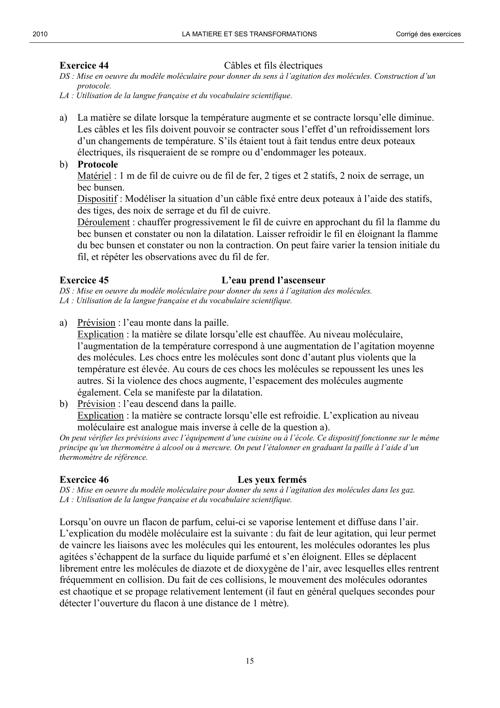 2010 LA MATIERE ET SES TRANSFORMATIONS Corrigé des exercices
Exercice 44 Câbles et fils électriques
DS : Mise en oeuvre du modèle moléculaire pour donner du sens à l'agitation des molécules. Construction d'un
protocole.
LA : Utilisation de la langue française et du vocabulaire scientifique.
a) La matière se dilate lorsque la température augmente et se contracte lorsqu'elle diminue.
Les câbles et les fils doivent pouvoir se contracter sous l'effet d'un refroidissement lors
d'un changements de température. S'ils étaient tout à fait tendus entre deux poteaux
électriques, ils risqueraient de se rompre ou d'endommager les poteaux.
b) Protocole
Matériel : 1 m de fil de cuivre ou de fil de fer, 2 tiges et 2 statifs, 2 noix de serrage, un
bec bunsen.
Dispositif : Modéliser la situation d'un câble fixé entre deux poteaux à l'aide des statifs,
des tiges, des noix de serrage et du fil de cuivre.
Déroulement : chauffer progressivement le fil de cuivre en approchant du fil la flamme du
bec bunsen et constater ou non la dilatation. Laisser refroidir le fil en éloignant la flamme
du bec bunsen et constater ou non la contraction. On peut faire varier la tension initiale du
fil, et répéter les observations avec du fil de fer.
Exercice 45 L'eau prend l'ascenseur
DS : Mise en oeuvre du modèle moléculaire pour donner du sens à l'agitation des molécules.
LA : Utilisation de la langue française et du vocabulaire scientifique.
a) Prévision : l'eau monte dans la paille.
Explication : la matière se dilate lorsqu'elle est chauffée. Au niveau moléculaire,
l'augmentation de la température correspond à une augmentation de l'agitation moyenne
des molécules. Les chocs entre les molécules sont donc d'autant plus violents que la
température est élevée. Au cours de ces chocs les molécules se repoussent les unes les
autres. Si la violence des chocs augmente, l'espacement des molécules augmente
également. Cela se manifeste par la dilatation.
b) Prévision : l'eau descend dans la paille.
Explication : la matière se contracte lorsqu'elle est refroidie. L'explication au niveau
moléculaire est analogue mais inverse à celle de la question a).
On peut vérifier les prévisions avec l'équipement d'une cuisine ou à l'école. Ce dispositif fonctionne sur le même
principe qu'un thermomètre à alcool ou à mercure. On peut l'étalonner en graduant la paille à l'aide d'un
thermomètre de référence.
Exercice 46 Les yeux fermés
DS : Mise en oeuvre du modèle moléculaire pour donner du sens à l'agitation des molécules dans les gaz.
LA : Utilisation de la langue française et du vocabulaire scientifique.
Lorsqu'on ouvre un flacon de parfum, celui-ci se vaporise lentement et diffuse dans l'air.
L'explication du modèle moléculaire est la suivante : du fait de leur agitation, qui leur permet
de vaincre les liaisons avec les molécules qui les entourent, les molécules odorantes les plus
agitées s'échappent de la surface du liquide parfumé et s'en éloignent. Elles se déplacent
librement entre les molécules de diazote et de dioxygène de l'air, avec lesquelles elles rentrent
fréquemment en collision. Du fait de ces collisions, le mouvement des molécules odorantes
est chaotique et se propage relativement lentement (il faut en général quelques secondes pour
détecter l'ouverture du flacon à une distance de 1 mètre).
15